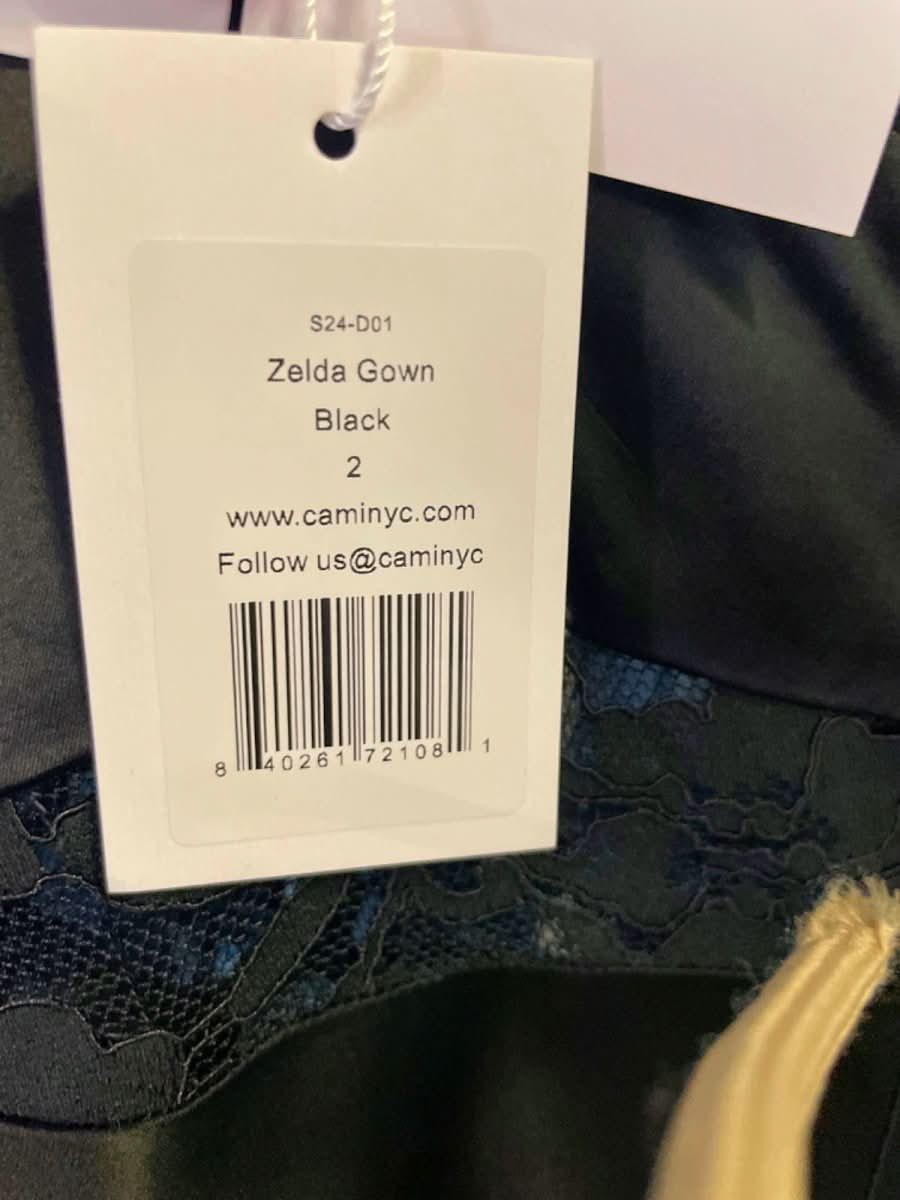 S24-D01
Zelda Gown
Black
2
www.caminyc.com
Follow us@caminyc
8 40261 72108 1